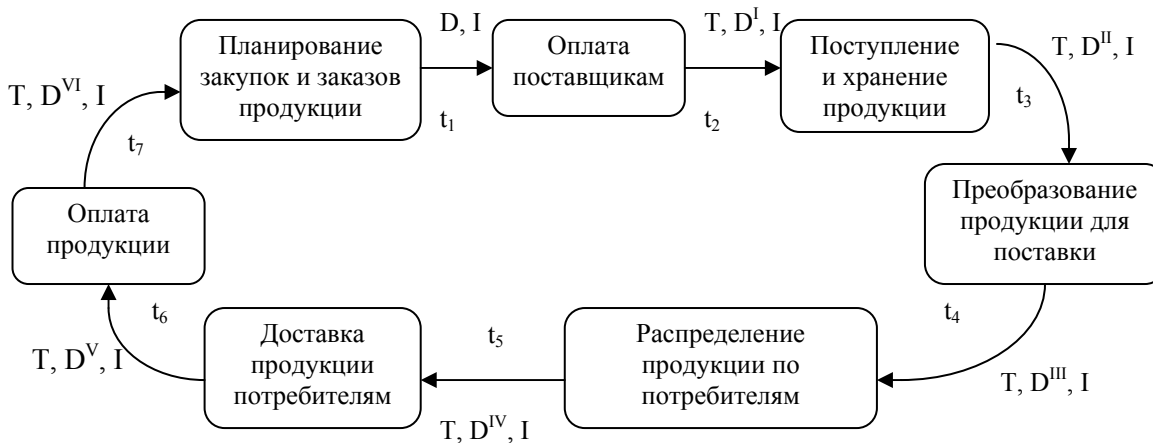 Планирование
закупок и заказов
продукции
D, I
t₁
Оплата
поставщикам
T, Dᴵ, I
t₂
Поступление
и хранение
продукции
T, Dᴵᴵ, I
t₃
Преобразование
продукции для
поставки
t₄
T, Dᴵᴵᴵ, I
Распределение
продукции по
потребителям
t₅
T, Dᴵⱽ, I
Доставка
продукции
потребителям
t₆
T, Dⱽ, I
Оплата
продукции
t₇
T, Dⱽᴵ, I